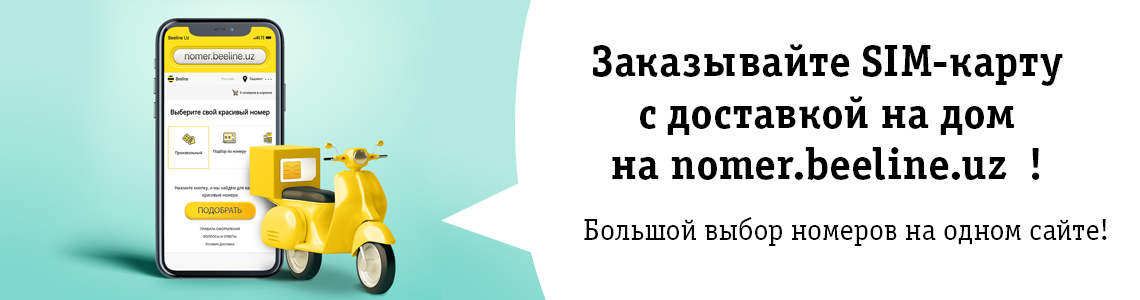 Beeline Uz
LTE
nomer.beeline.uz
Beeline
Русский
Ташкент
0 номеров в корзине
Выберите свой красивый номер
Произвольный
Подбор по номеру
Нажмите кнопку, и мы найдем для ва
красивые номера
ПОДОБРАТЬ
ПРАВИЛА ОФОРМЛЕНИЯ
ВОПРОСЫ И ОТВЕТЫ
Условия Доставки
Заказывайте SIM-карту
с доставкой на дом
на nomer.beeline.uz !
Большой выбор номеров на одном сайте!